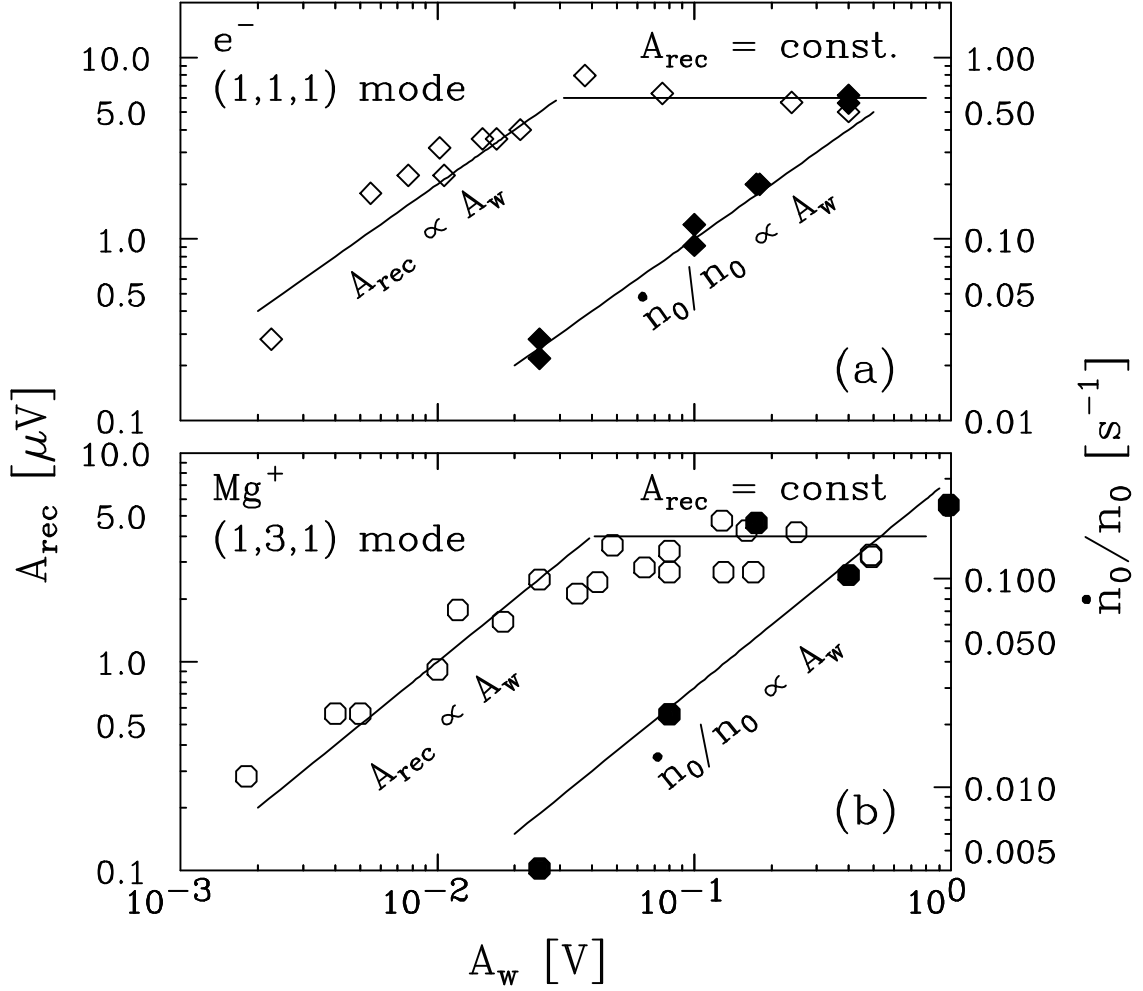 e⁻
(1,1,1) mode
A_rec = const.
10.0
5.0
1.0
0.5
0.1
1.00
0.50
0.10
0.05
0.01
A_rec ∝ A_w
ṅ₀/n₀ ∝ A_w
(a)
Mg⁺
(1,3,1) mode
A_rec = const
10.0
5.0
1.0
0.5
0.1
0.100
0.050
0.010
0.005
A_rec ∝ A_w
ṅ₀/n₀ ∝ A_w
(b)
10⁻³
10⁻²
10⁻¹
10⁰
A_w [V]
A_rec [μV]
ṅ₀/n₀ [s⁻¹]